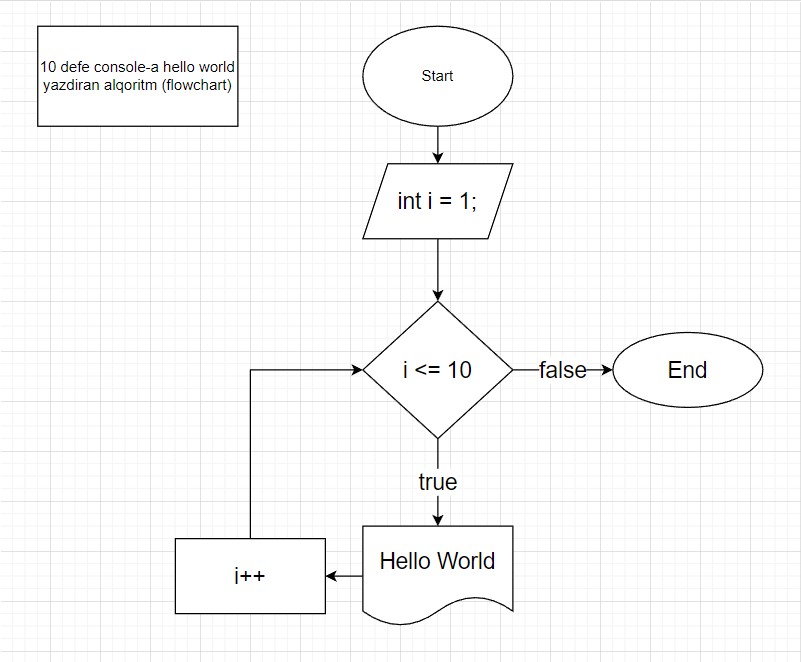 10 defe console-a hello world
yazdiran alqoritm (flowchart)
Start
int i = 1;
i <= 10
false
End
true
Hello World
i++